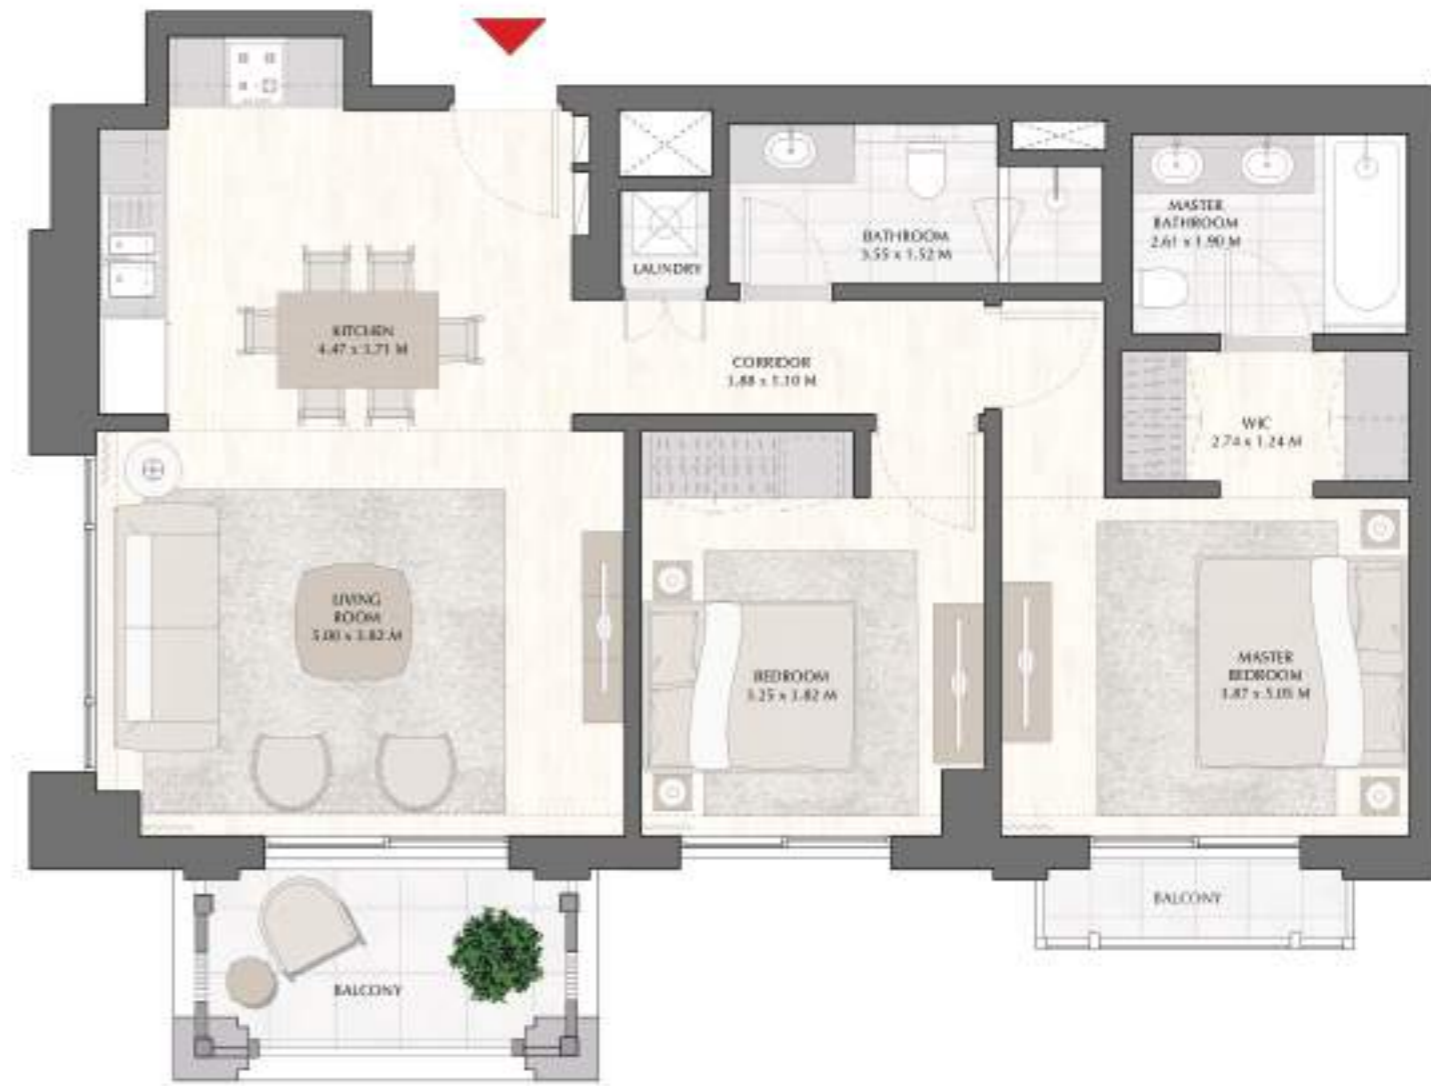 MASTER
BATHROOM
2.61 x 1.90 M
BATHROOM
3.55 x 1.52 M
LAUNDRY
KITCHEN
4.47 x 3.71 M
CORRIDOR
3.88 x 1.10 M
WIC
2.74 x 1.24 M
LIVING
ROOM
5.00 x 3.82 M
BEDROOM
3.25 x 3.82 M
MASTER
BEDROOM
3.87 x 5.05 M
BALCONY
BALCONY